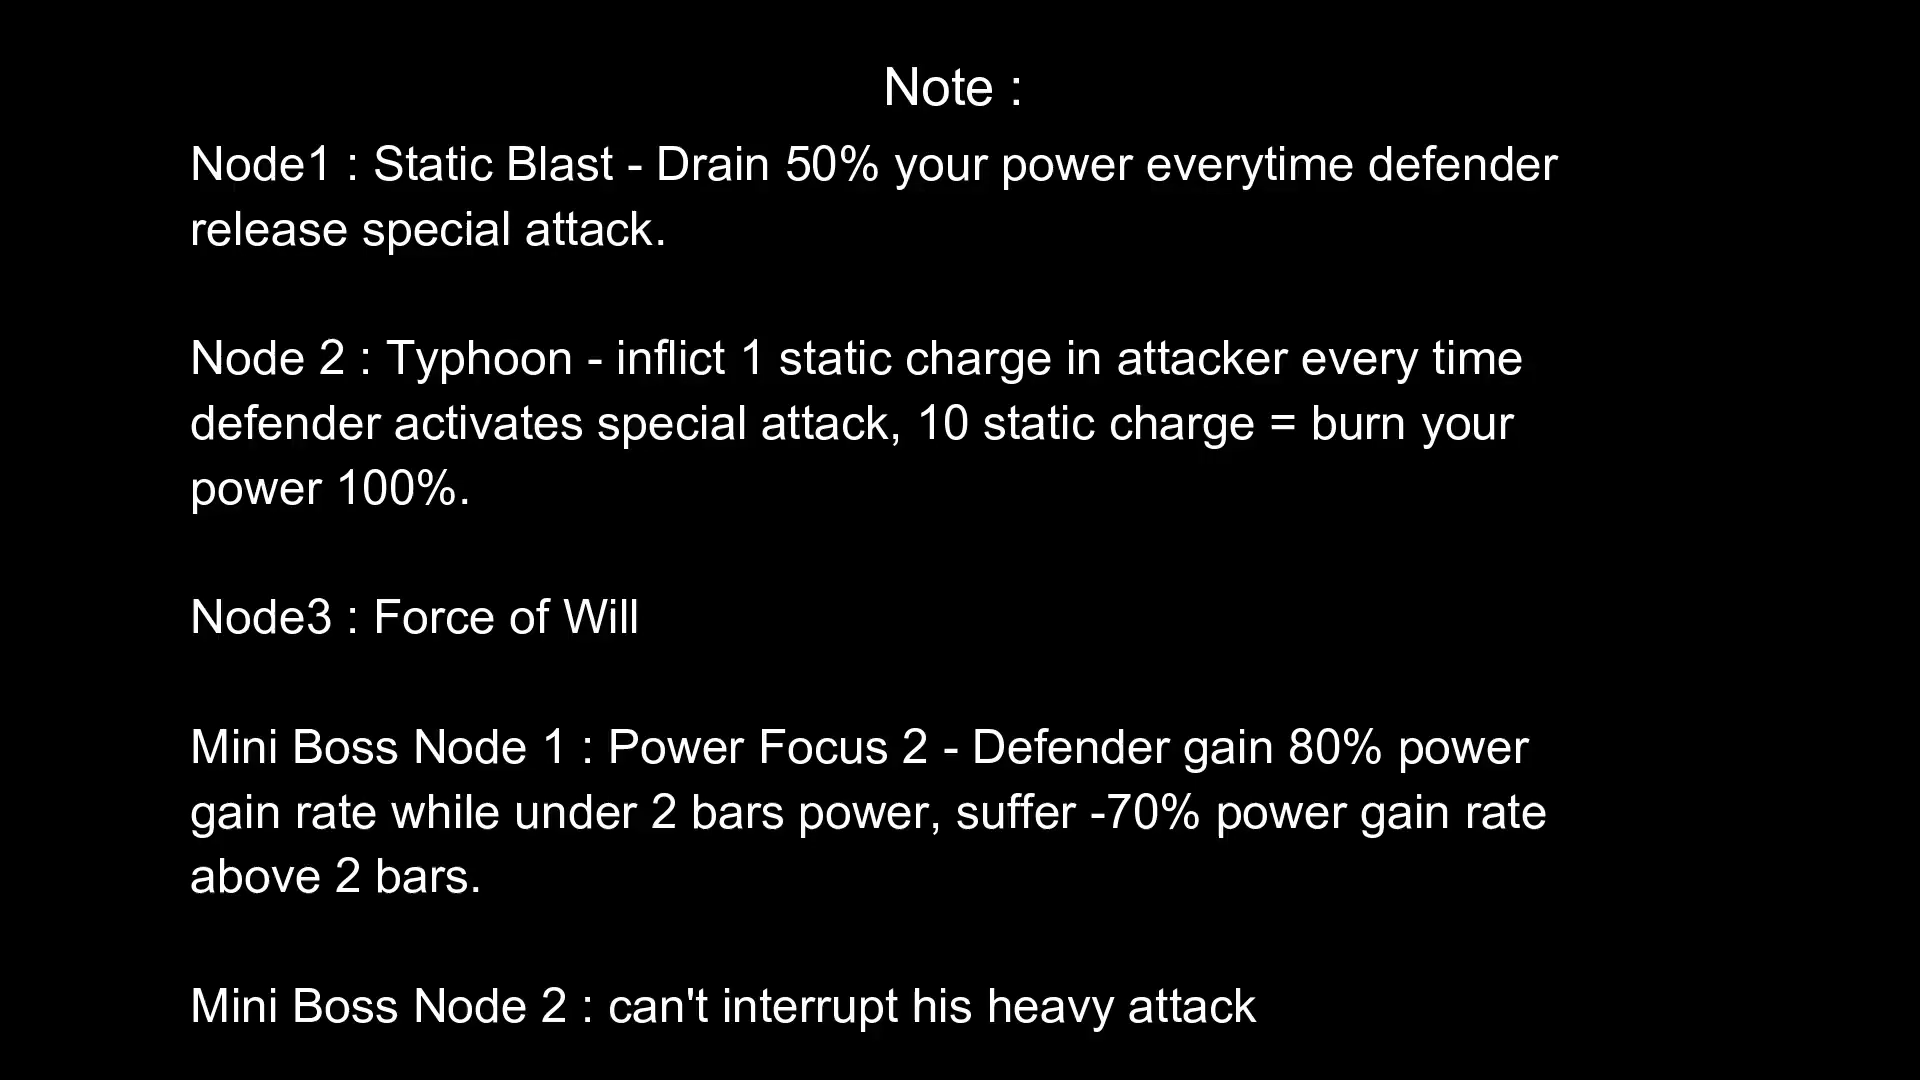 Note :
Node1 : Static Blast - Drain 50% your power everytime defender
release special attack.
Node 2 : Typhoon - inflict 1 static charge in attacker every time
defender activates special attack, 10 static charge = burn your
power 100%.
Node3 : Force of Will
Mini Boss Node 1 : Power Focus 2 - Defender gain 80% power
gain rate while under 2 bars power, suffer -70% power gain rate
above 2 bars.
Mini Boss Node 2 : can't interrupt his heavy attack